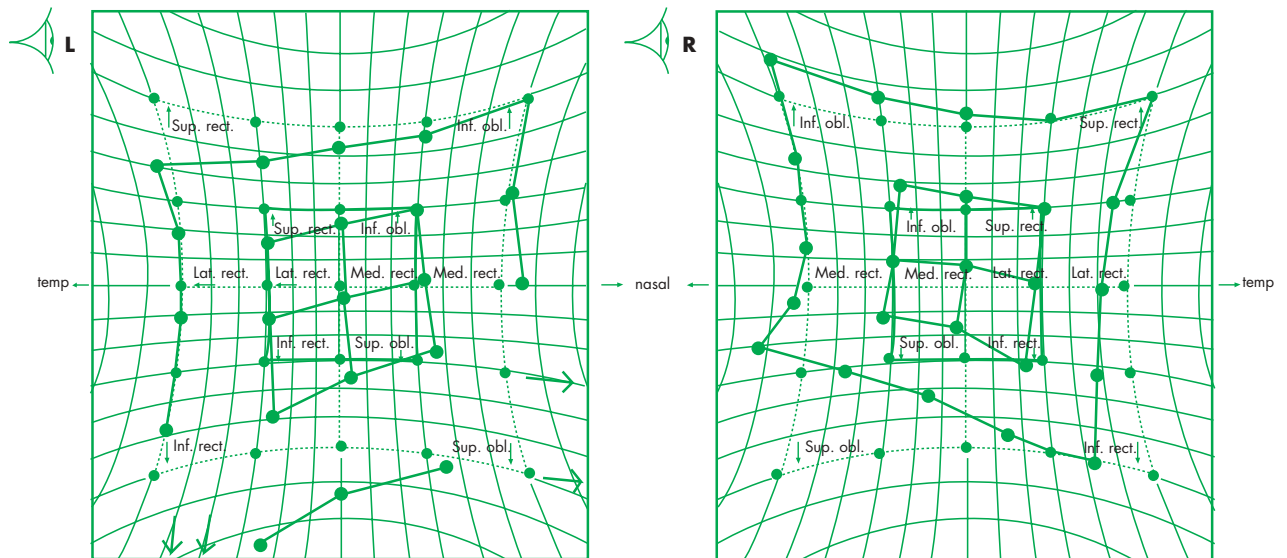 L
Sup. rect.
Inf. obl.
Sup. rect.
Inf. obl.
temp
Lat. rect.
Lat. rect.
Med. rect.
Med. rect.
Inf. rect.
Sup. obl.
Inf. rect.
Sup. obl.
nasal
R
Inf. obl.
Sup. rect.
Inf. obl.
Sup. rect.
Med. rect.
Med. rect.
Lat. rect.
Lat. rect.
temp
Sup. obl.
Inf. rect.
Sup. obl.
Inf. rect.